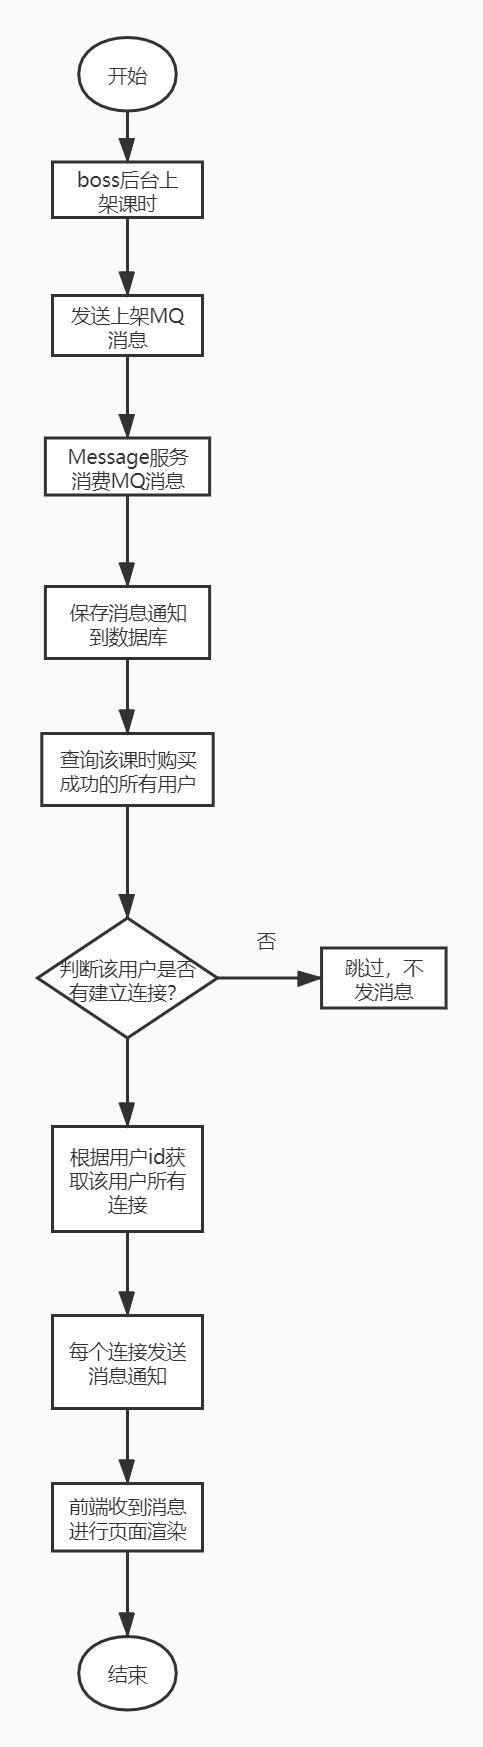 开始
boss后台上
架课时
发送上架MQ
消息
Message服务
消费MQ消息
保存消息通知
到数据库
查询该课时购买
成功的所有用户
判断该用户是否
有建立连接?
否
跳过，不
发消息
根据用户id获
取该用户所有
连接
每个连接发送
消息通知
前端收到消息
进行页面渲染
结束